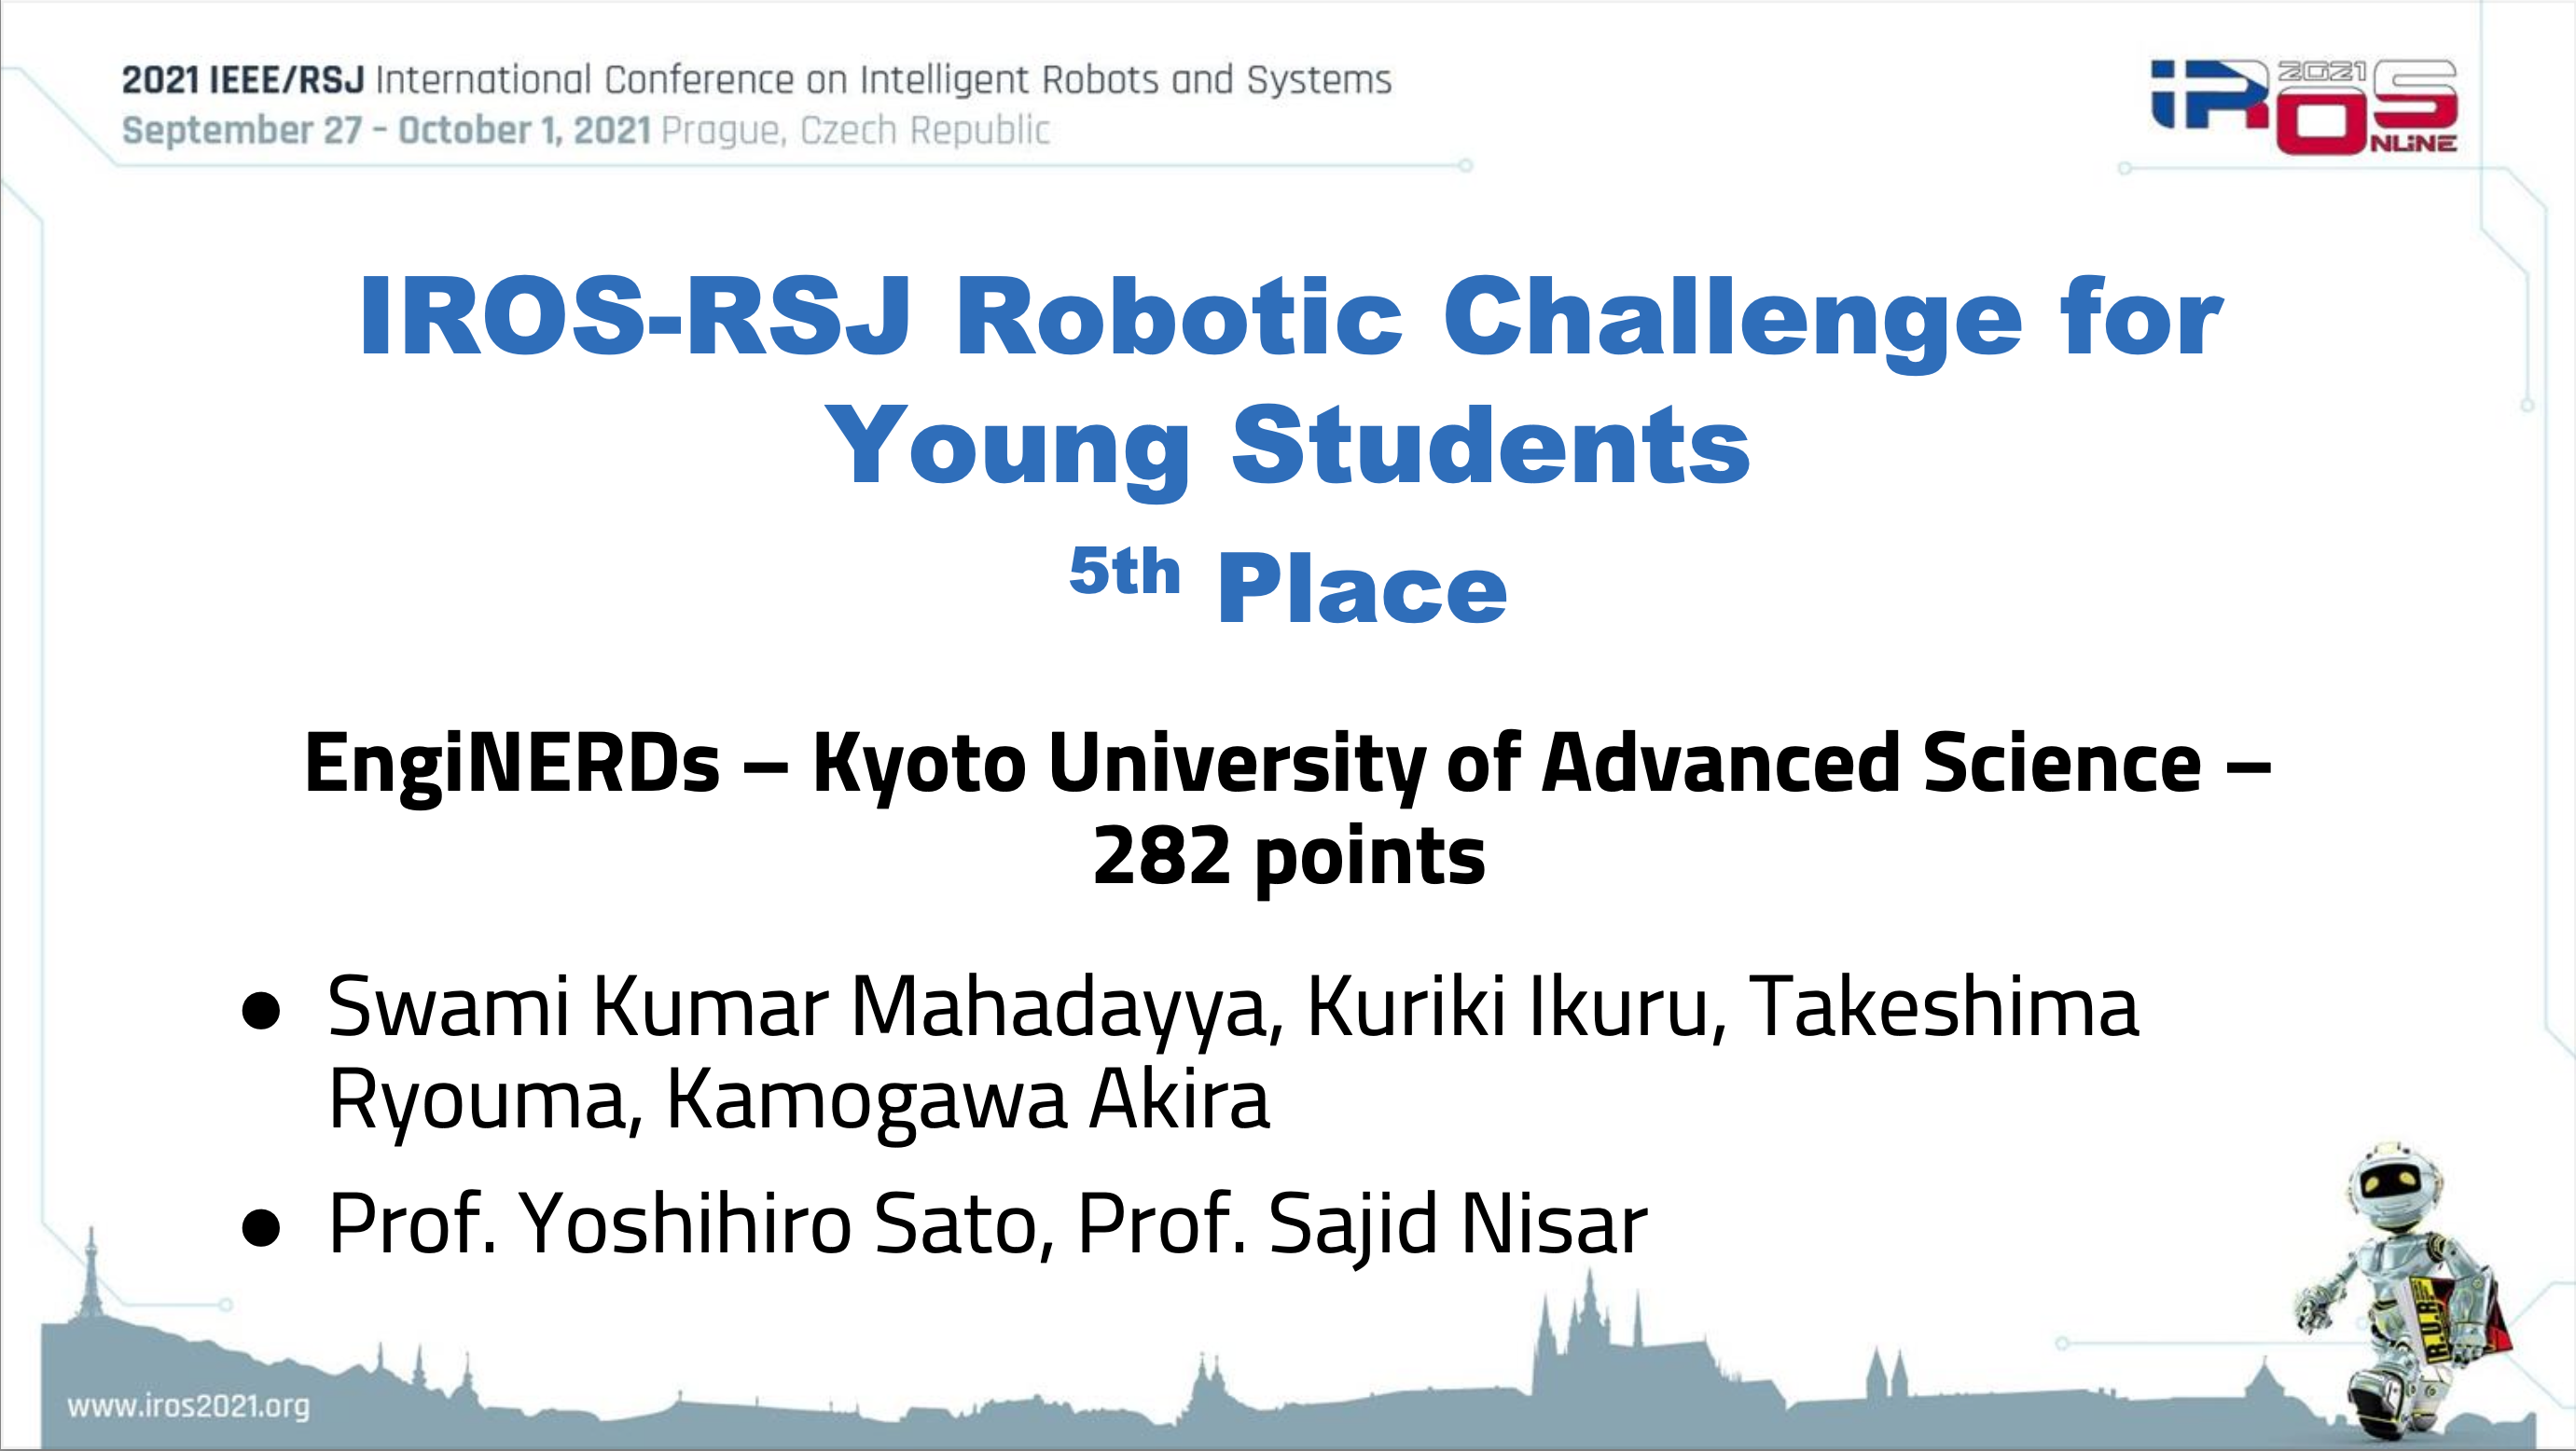 2021 IEEE/RSJ International Conference on Intelligent Robots and Systems
September 27 - October 1, 2021 Prague, Czech Republic
iROS 2021 ONLiNE
IROS-RSJ Robotic Challenge for
Young Students
5th Place
EngiNERDs – Kyoto University of Advanced Science –
282 points
● Swami Kumar Mahadayya, Kuriki Ikuru, Takeshima
Ryouma, Kamogawa Akira
● Prof. Yoshihiro Sato, Prof. Sajid Nisar
R.U.R.
www.iros2021.org